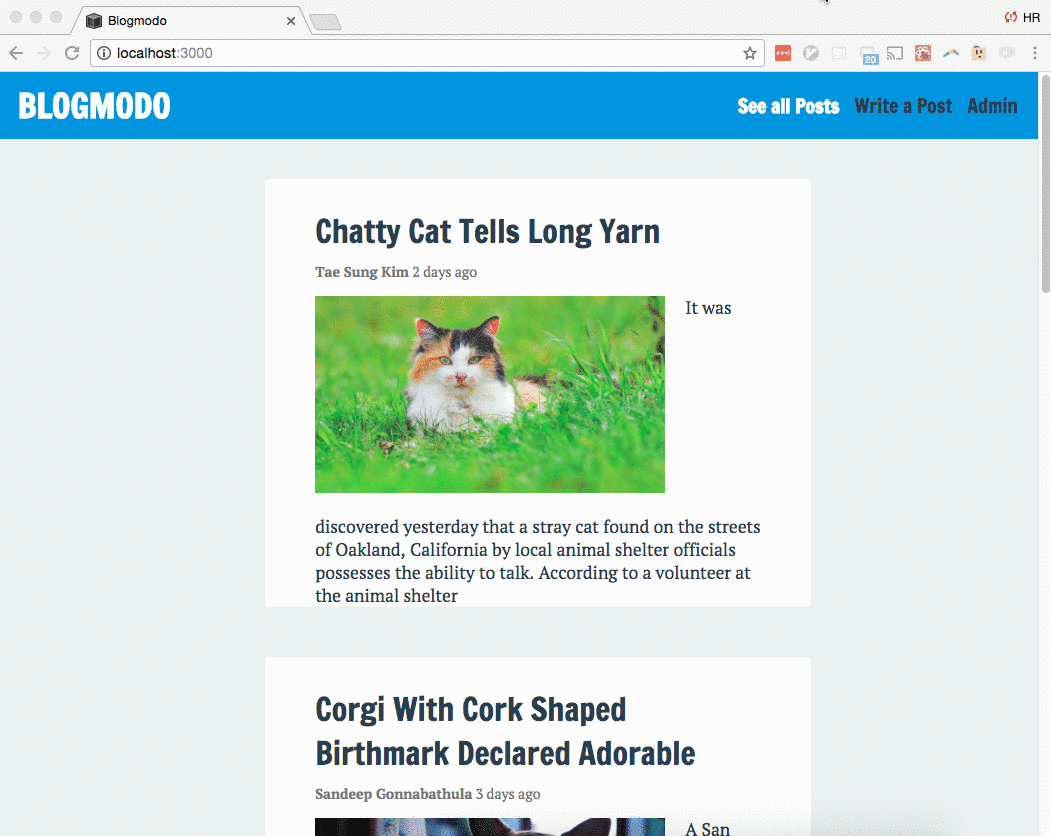 Blogmodo
HR
localhost:3000
20
BLOGMODO
See all Posts Write a Post Admin
Chatty Cat Tells Long Yarn
Tae Sung Kim 2 days ago
It was
discovered yesterday that a stray cat found on the streets
of Oakland, California by local animal shelter officials
possesses the ability to talk. According to a volunteer at
the animal shelter
Corgi With Cork Shaped
Birthmark Declared Adorable
Sandeep Gonnabathula 3 days ago
A San